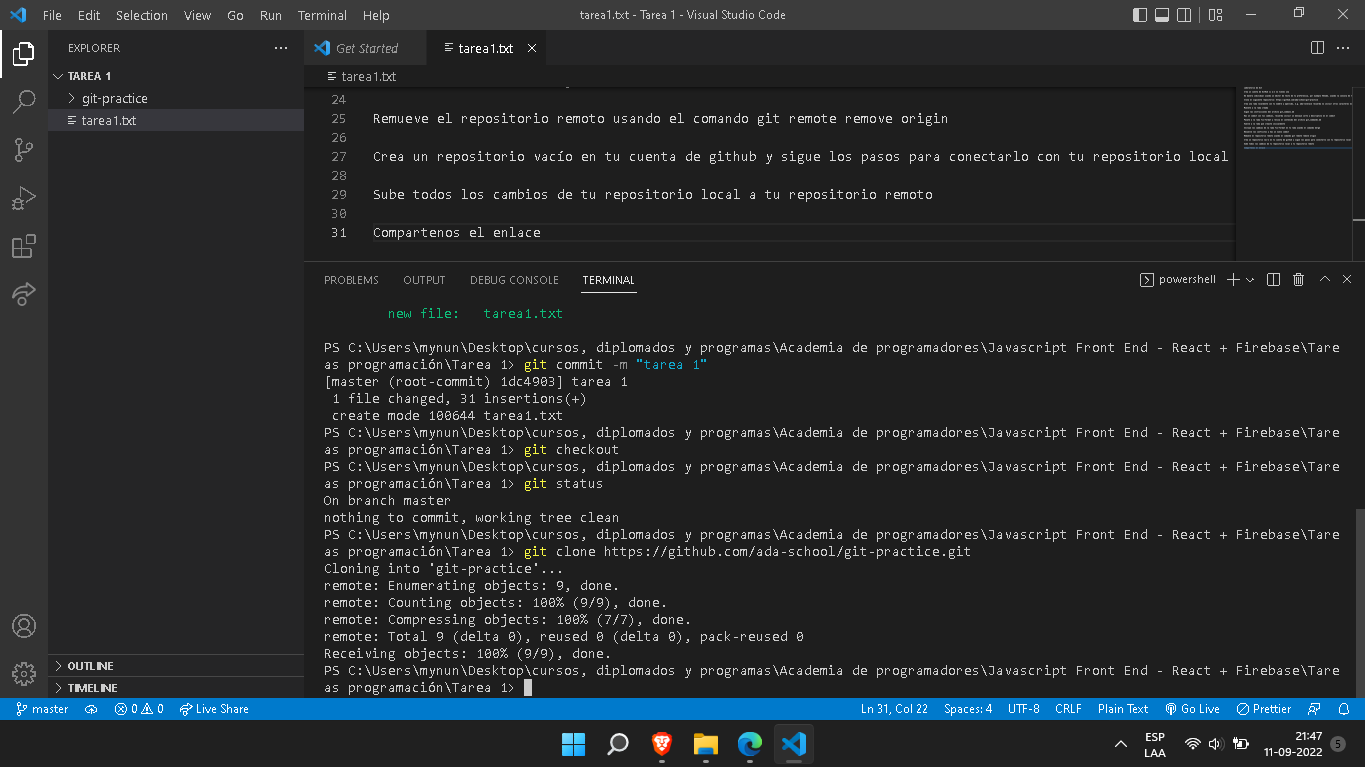 File Edit Selection View Go Run Terminal Help
tarea1.txt - Tarea 1 - Visual Studio Code
EXPLORER
TAREA 1
git-practice
tarea1.txt
OUTLINE
TIMELINE
Get Started
tarea1.txt
tarea1.txt
24
25 Remueve el repositorio remoto usando el comando git remote remove origin
26
27 Crea un repositorio vacío en tu cuenta de github y sigue los pasos para conectarlo con tu repositorio local
28
29 Sube todos los cambios de tu repositorio local a tu repositorio remoto
30
31 Compartenos el enlace
PROBLEMS OUTPUT DEBUG CONSOLE TERMINAL
powershell
new file: tarea1.txt
PS C:\Users\mynun\Desktop\cursos, diplomados y programas\Academia de programadores\Javascript Front End - React + Firebase\Tare
as programación\Tarea 1> git commit -m "tarea 1"
[master (root-commit) 1dc4903] tarea 1
1 file changed, 31 insertions(+)
create mode 100644 tarea1.txt
PS C:\Users\mynun\Desktop\cursos, diplomados y programas\Academia de programadores\Javascript Front End - React + Firebase\Tare
as programación\Tarea 1> git checkout
PS C:\Users\mynun\Desktop\cursos, diplomados y programas\Academia de programadores\Javascript Front End - React + Firebase\Tare
as programación\Tarea 1> git status
On branch master
nothing to commit, working tree clean
PS C:\Users\mynun\Desktop\cursos, diplomados y programas\Academia de programadores\Javascript Front End - React + Firebase\Tare
as programación\Tarea 1> git clone https://github.com/ada-school/git-practice.git
Cloning into 'git-practice'...
remote: Enumerating objects: 9, done.
remote: Counting objects: 100% (9/9), done.
remote: Compressing objects: 100% (7/7), done.
remote: Total 9 (delta 0), reused 0 (delta 0), pack-reused 0
Receiving objects: 100% (9/9), done.
PS C:\Users\mynun\Desktop\cursos, diplomados y programas\Academia de programadores\Javascript Front End - React + Firebase\Tare
as programación\Tarea 1>
master 0 0 Live Share
Ln 31, Col 22 Spaces: 4 UTF-8 CRLF Plain Text Go Live Prettier
ESP
LAA
21:47
11-09-2022
5